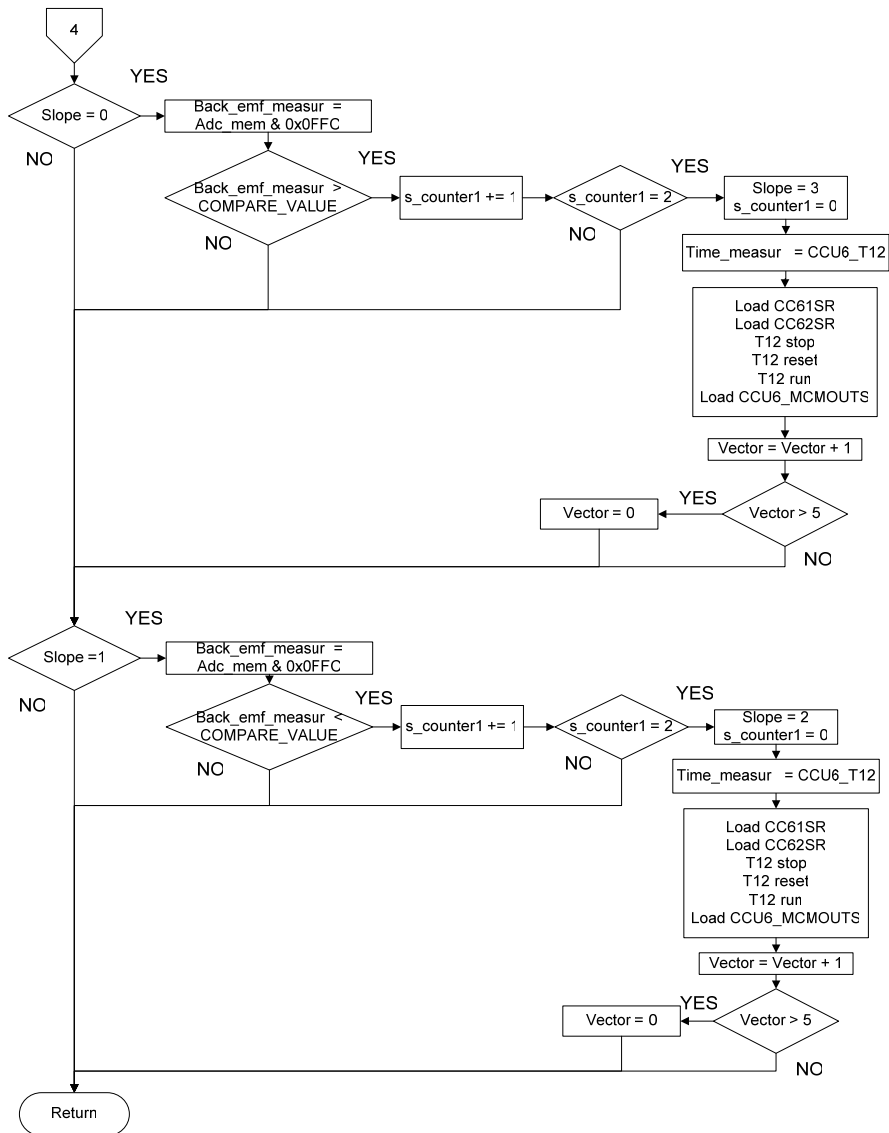 4
YES
Slope = 0
NO
Back_emf_measur =
Adc_mem & 0x0FFC
YES
Back_emf_measur >
COMPARE_VALUE
NO
s_counter1 += 1
YES
s_counter1 = 2
NO
Slope = 3
s_counter1 = 0
Time_measur = CCU6_T12
Load CC61SR
Load CC62SR
T12 stop
T12 reset
T12 run
Load CCU6_MCMOUTS
Vector = Vector + 1
YES
Vector > 5
NO
Vector = 0
YES
Slope =1
NO
Back_emf_measur =
Adc_mem & 0x0FFC
YES
Back_emf_measur <
COMPARE_VALUE
NO
s_counter1 += 1
YES
s_counter1 = 2
NO
Slope = 2
s_counter1 = 0
Time_measur = CCU6_T12
Load CC61SR
Load CC62SR
T12 stop
T12 reset
T12 run
Load CCU6_MCMOUTS
Vector = Vector + 1
YES
Vector > 5
NO
Vector = 0
Return